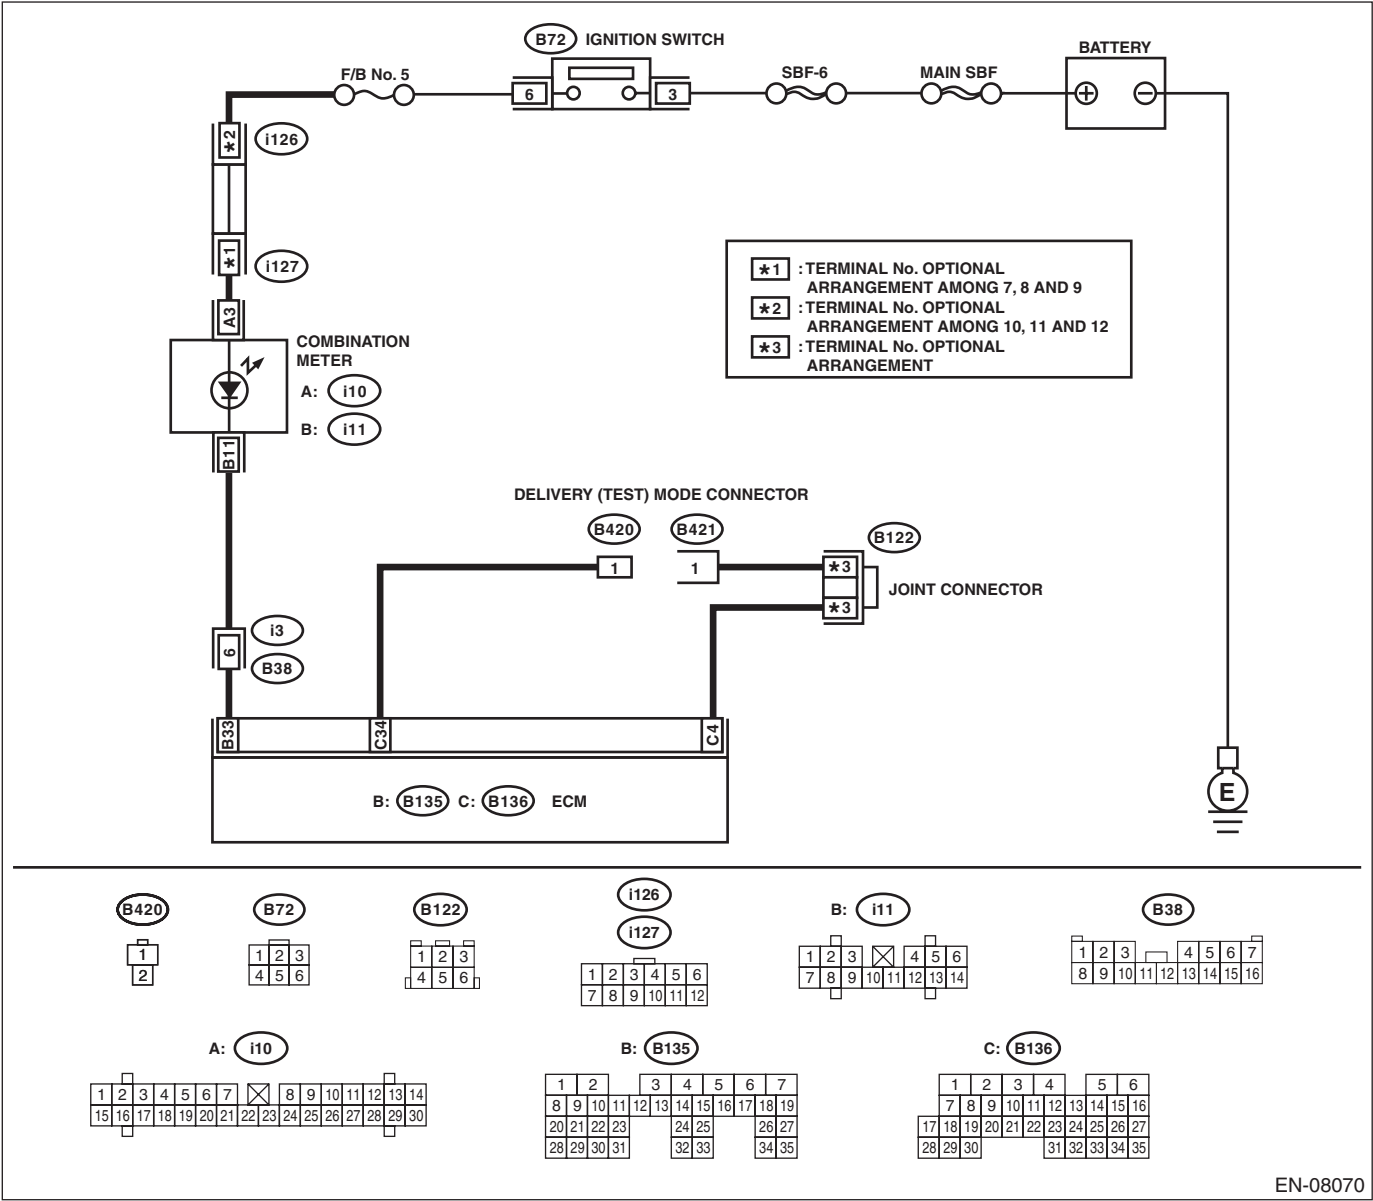 B72 IGNITION SWITCH
BATTERY
F/B No. 5
SBF-6
MAIN SBF
6
3
*2
i126
*1
i127
A3
*1 : TERMINAL No. OPTIONAL
ARRANGEMENT AMONG 7, 8 AND 9
*2 : TERMINAL No. OPTIONAL
ARRANGEMENT AMONG 10, 11 AND 12
*3 : TERMINAL No. OPTIONAL
ARRANGEMENT
COMBINATION
METER
A: i10
B: i11
B11
DELIVERY (TEST) MODE CONNECTOR
B420
B421
B122
1
1
*3
*3
JOINT CONNECTOR
i3
6
B38
B33
C34
C4
B: B135 C: B136 ECM
E
B420
1
2
B72
1 2 3
4 5 6
B122
1 2 3
4 5 6
i126
i127
1 2 3 4 5 6
7 8 9 10 11 12
B: i11
1 2 3 4 5 6
7 8 9 10 11 12 13 14
B38
1 2 3 4 5 6 7
8 9 10 11 12 13 14 15 16
A: i10
1 2 3 4 5 6 7 8 9 10 11 12 13 14
15 16 17 18 19 20 21 22 23 24 25 26 27 28 29 30
B: B135
1 2 3 4 5 6 7
8 9 10 11 12 13 14 15 16 17 18 19
20 21 22 23 24 25 26 27
28 29 30 31 32 33 34 35
C: B136
1 2 3 4 5 6
7 8 9 10 11 12 13 14 15 16
17 18 19 20 21 22 23 24 25 26 27
28 29 30 31 32 33 34 35
EN-08070